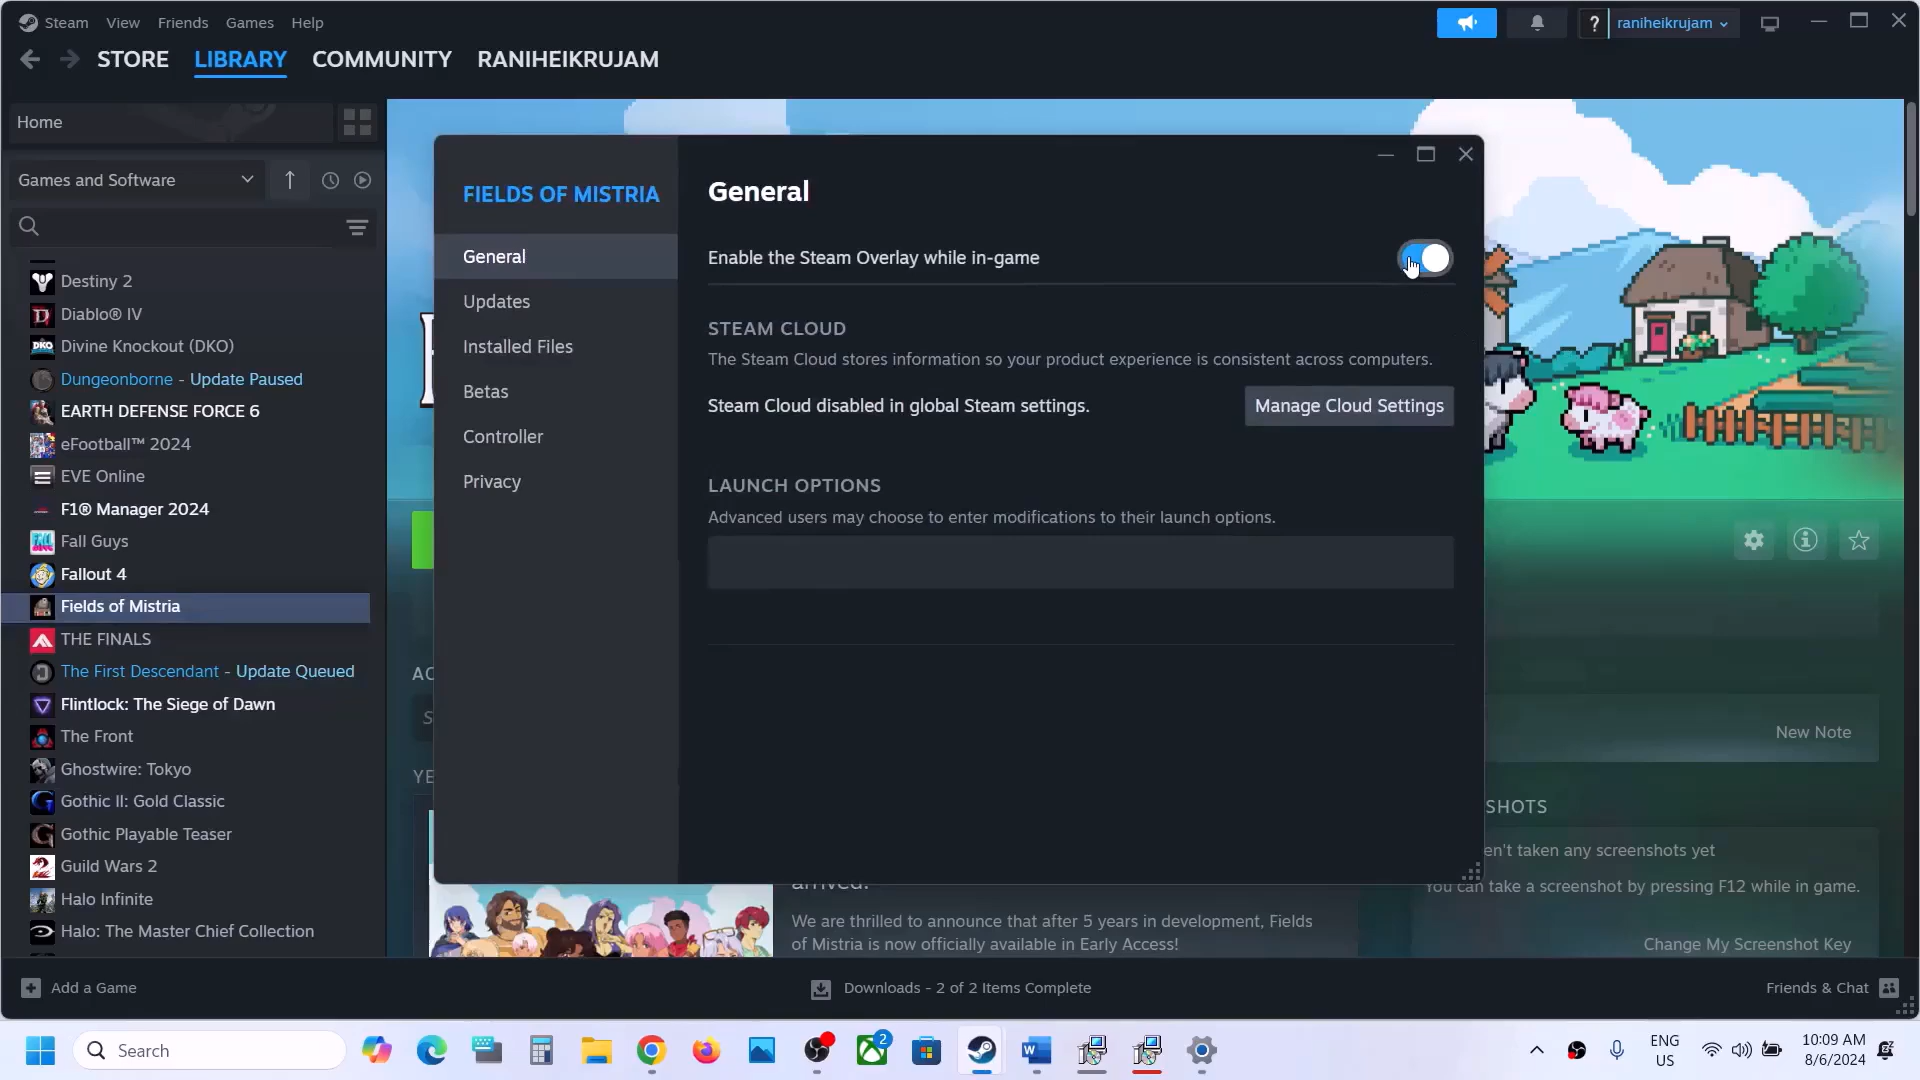 Steam View Friends Games Help
? raniheikrujam
STORE LIBRARY COMMUNITY RANIHEIKRUJAM
Home
Games and Software
Destiny 2
Diablo® IV
Divine Knockout (DKO)
Dungeonborne - Update Paused
EARTH DEFENSE FORCE 6
eFootball™ 2024
EVE Online
F1® Manager 2024
Fall Guys
Fallout 4
Fields of Mistria
THE FINALS
The First Descendant - Update Queued
Flintlock: The Siege of Dawn
The Front
Ghostwire: Tokyo
Gothic II: Gold Classic
Gothic Playable Teaser
Guild Wars 2
Halo Infinite
Halo: The Master Chief Collection
FIELDS OF MISTRIA
General
Updates
Installed Files
Betas
Controller
Privacy
General
Enable the Steam Overlay while in-game
STEAM CLOUD
The Steam Cloud stores information so your product experience is consistent across computers.
Steam Cloud disabled in global Steam settings. Manage Cloud Settings
LAUNCH OPTIONS
Advanced users may choose to enter modifications to their launch options.
AC
YE
New Note
SHOTS
en't taken any screenshots yet
You can take a screenshot by pressing F12 while in game.
Change My Screenshot Key
arrived!
We are thrilled to announce that after 5 years in development, Fields
of Mistria is now officially available in Early Access!
Add a Game
Downloads - 2 of 2 Items Complete
Friends & Chat
Search
2
ENG
US
10:09 AM
8/6/2024